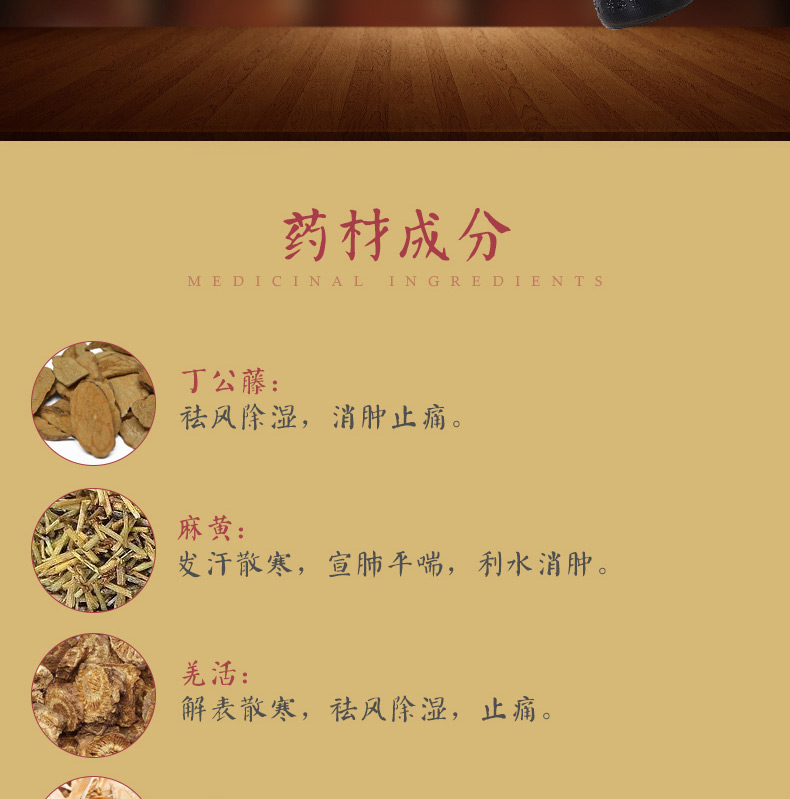 药材成分
MEDICINAL INGREDIENTS
丁公藤：
祛风除湿，消肿止痛。
麻黄：
发汗散寒，宣肺平喘，利水消肿。
羌活：
解表散寒，祛风除湿，止痛。